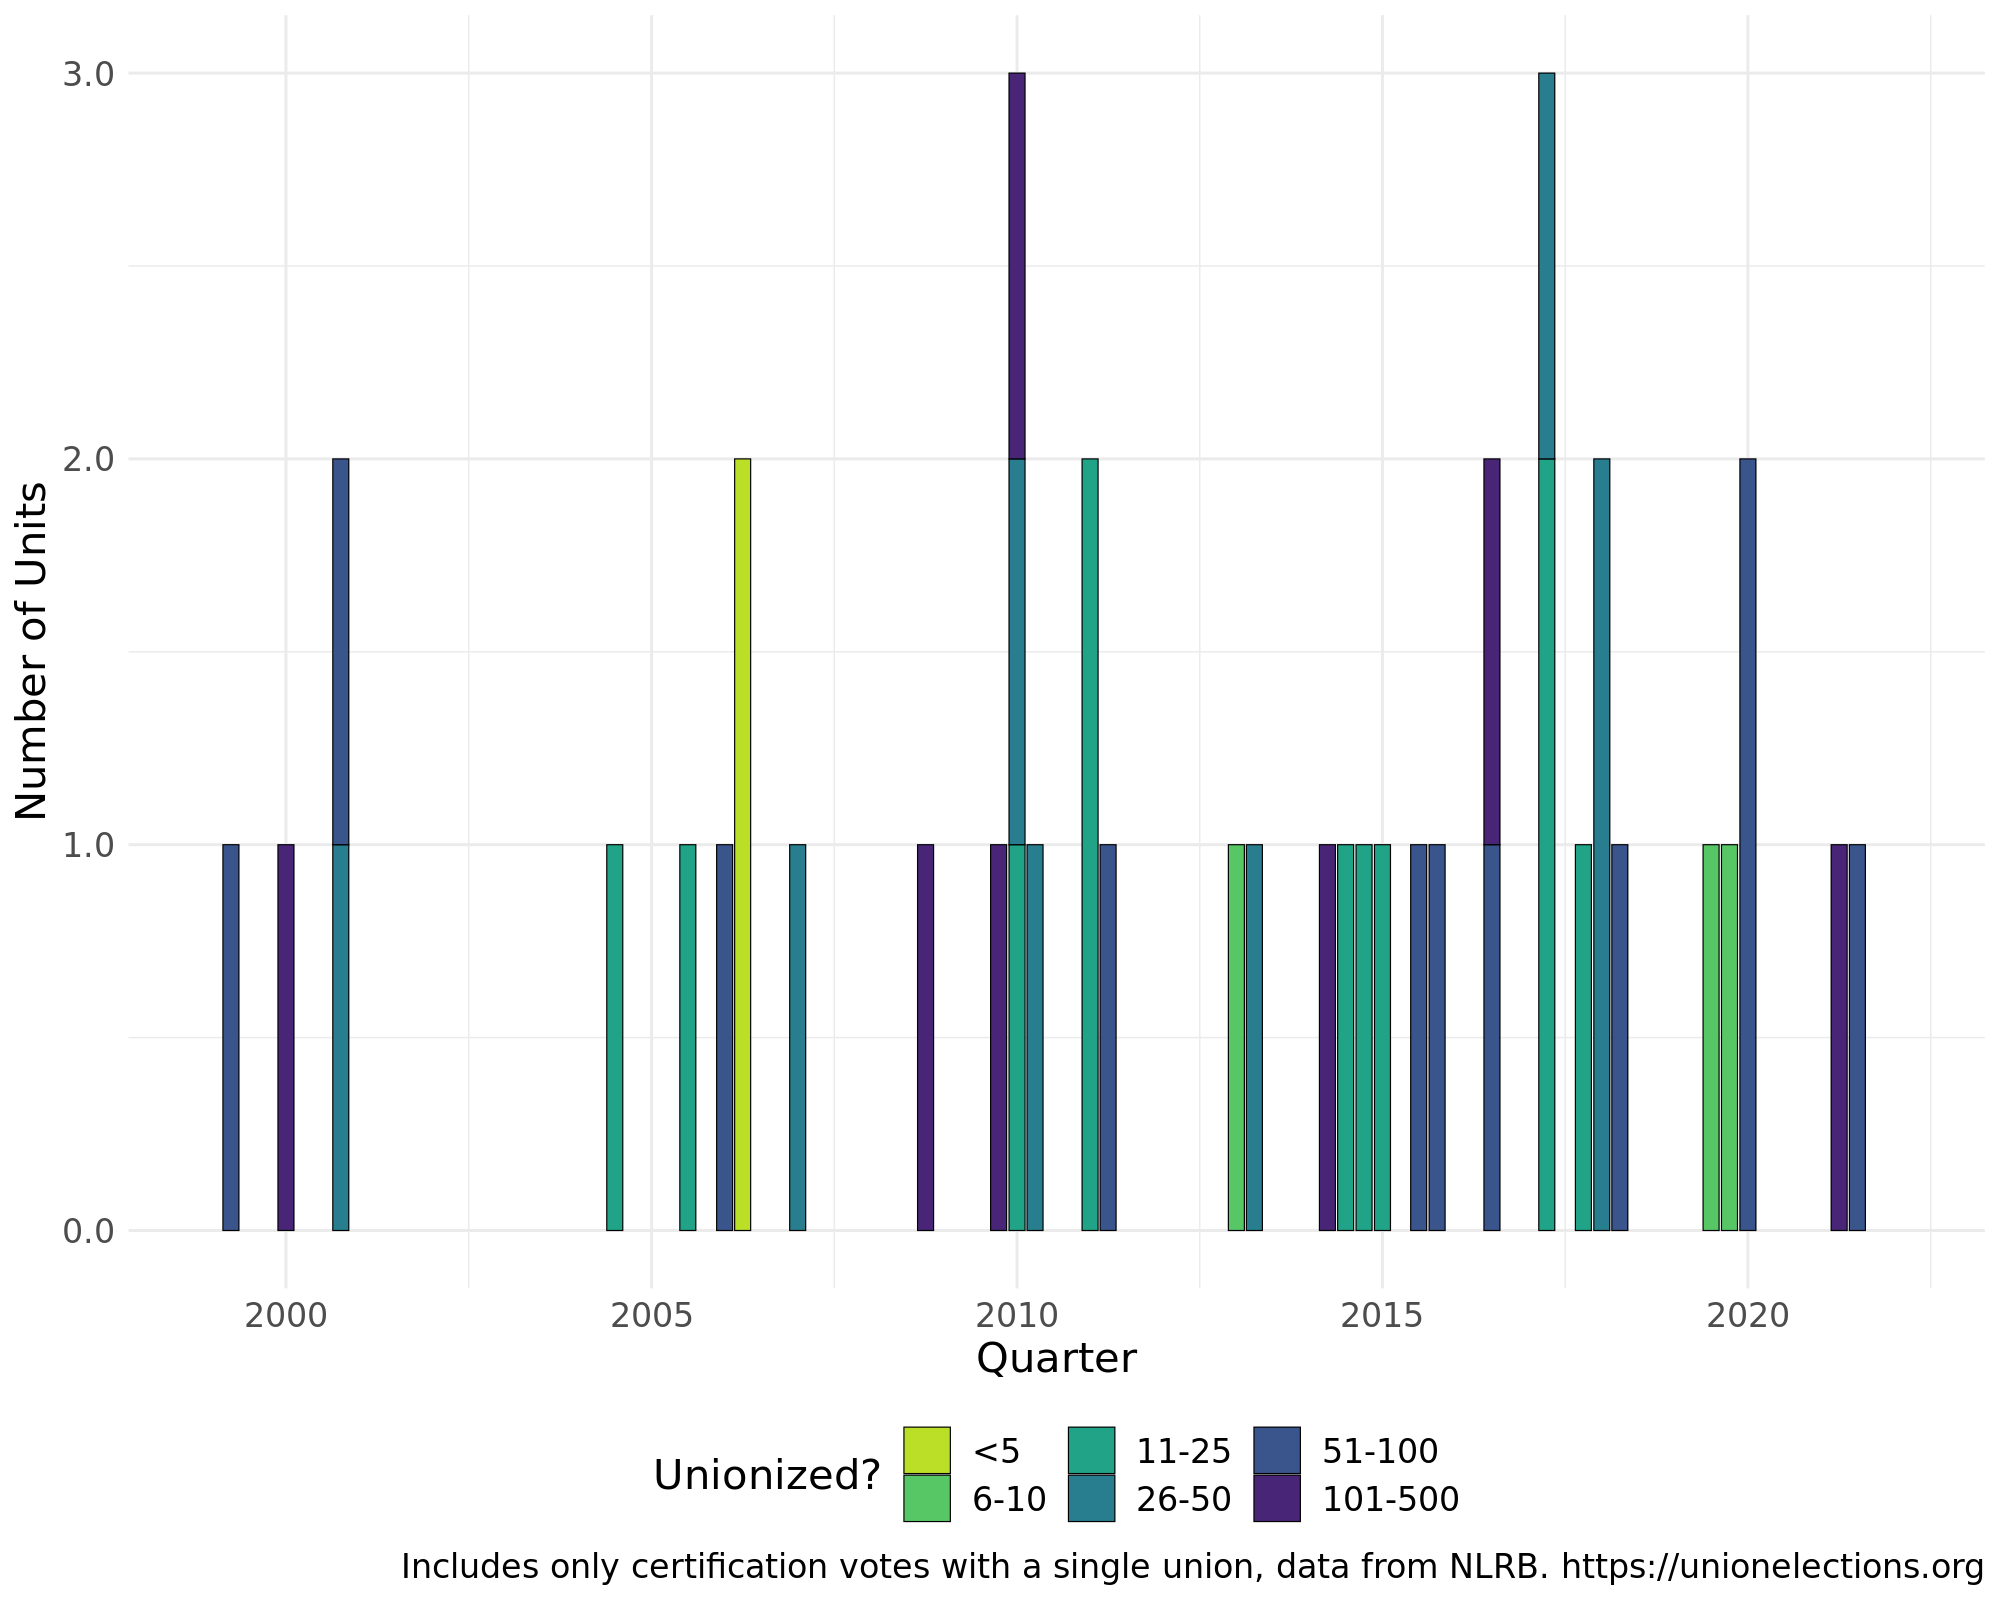 3.0
2.0
1.0
0.0
Number of Units
2000 2005 2010 2015 2020
Quarter
Unionized?
<5 11-25 51-100
6-10 26-50 101-500
Includes only certification votes with a single union, data from NLRB. https://unionelections.org